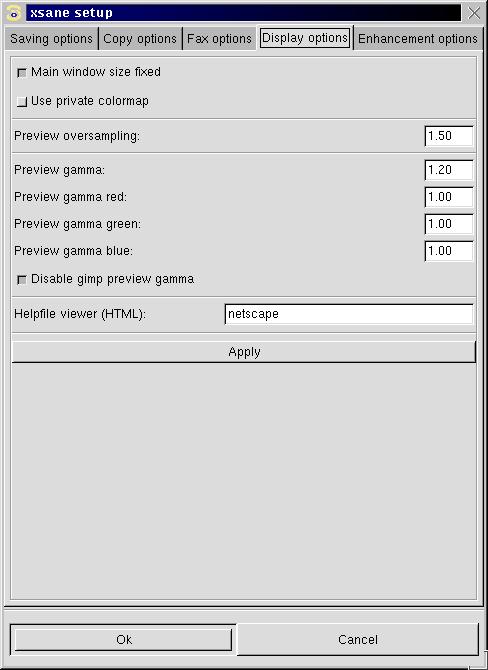 xsane setup
Saving options Copy options Fax options Display options Enhancement options
Main window size fixed
Use private colormap
Preview oversampling: 1.50
Preview gamma: 1.20
Preview gamma red: 1.00
Preview gamma green: 1.00
Preview gamma blue: 1.00
Disable gimp preview gamma
Helpfile viewer (HTML): netscape
Apply
Ok Cancel